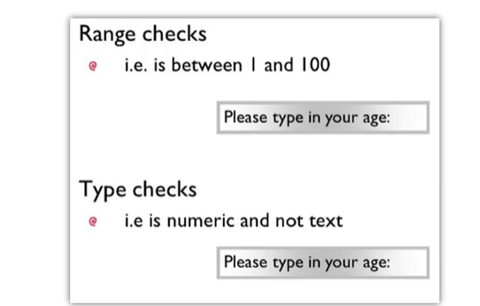 Range checks
i.e. is between 1 and 100
Please type in your age:
Type checks
i.e is numeric and not text
Please type in your age: